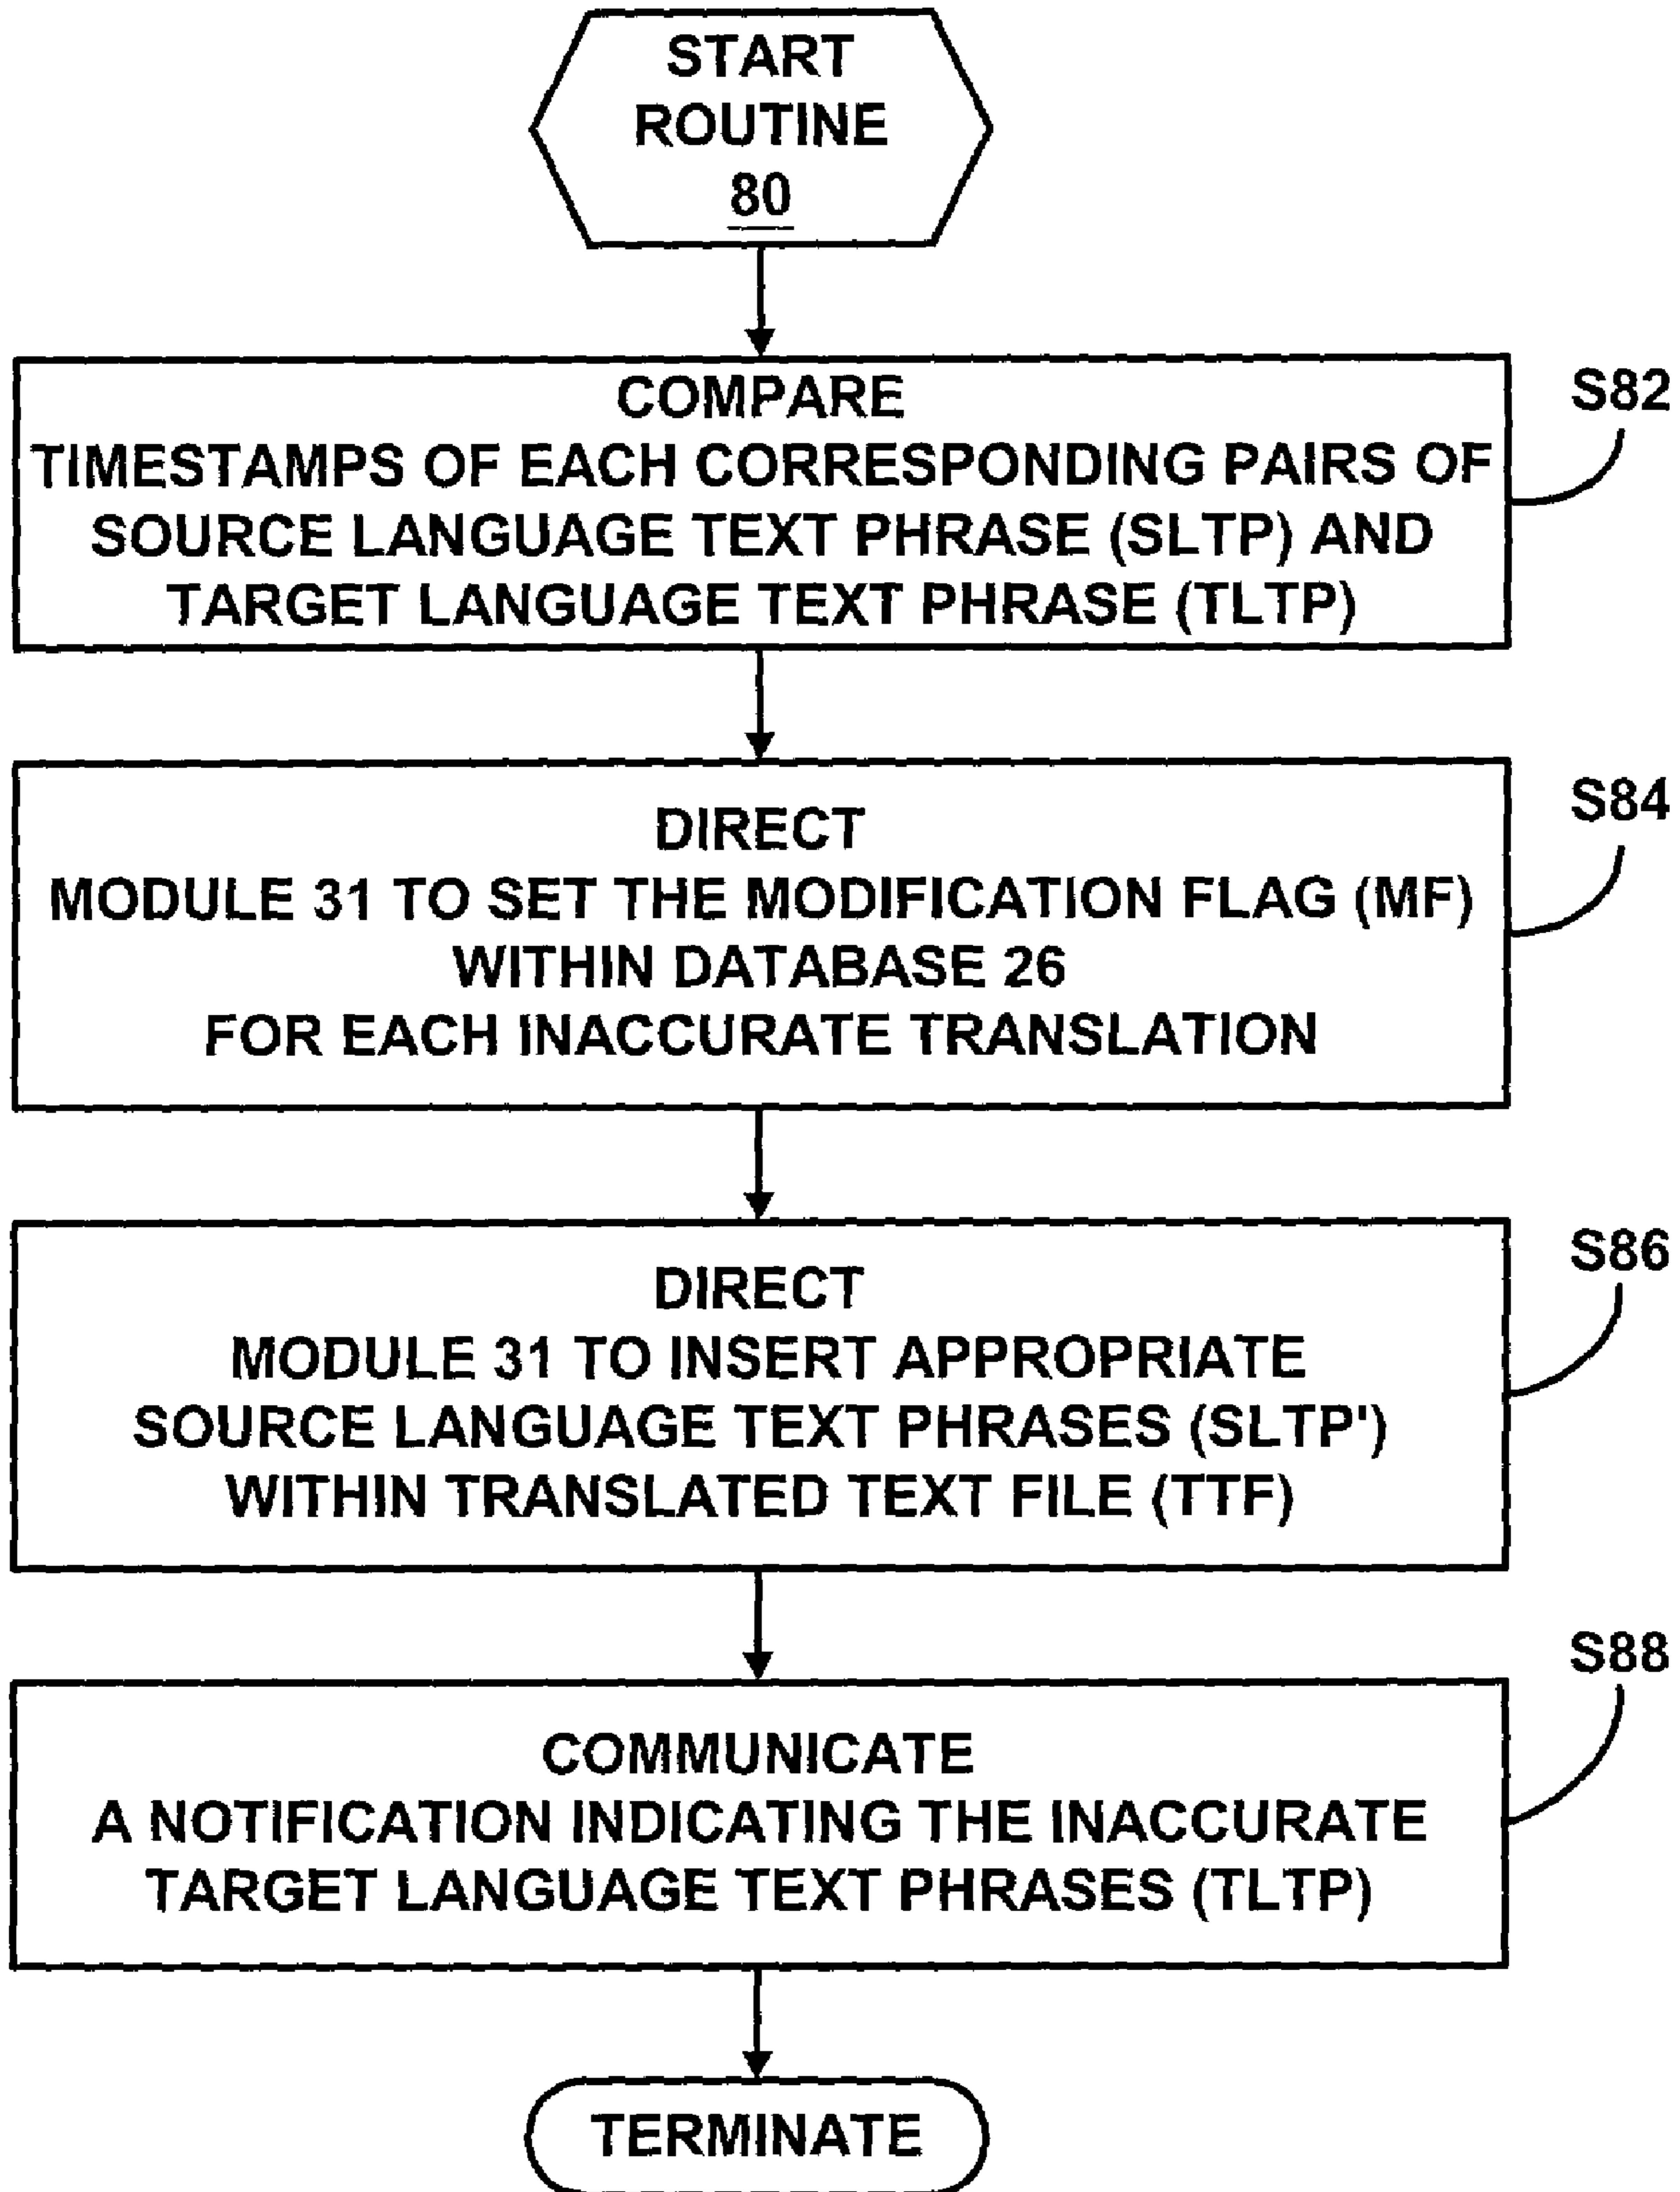 START
ROUTINE
80
COMPARE
TIMESTAMPS OF EACH CORRESPONDING PAIRS OF
SOURCE LANGUAGE TEXT PHRASE (SLTP) AND
TARGET LANGUAGE TEXT PHRASE (TLTP)
S82
DIRECT
MODULE 31 TO SET THE MODIFICATION FLAG (MF)
WITHIN DATABASE 26
FOR EACH INACCURATE TRANSLATION
S84
DIRECT
MODULE 31 TO INSERT APPROPRIATE
SOURCE LANGUAGE TEXT PHRASES (SLTP')
WITHIN TRANSLATED TEXT FILE (TTF)
S86
COMMUNICATE
A NOTIFICATION INDICATING THE INACCURATE
TARGET LANGUAGE TEXT PHRASES (TLTP)
S88
TERMINATE